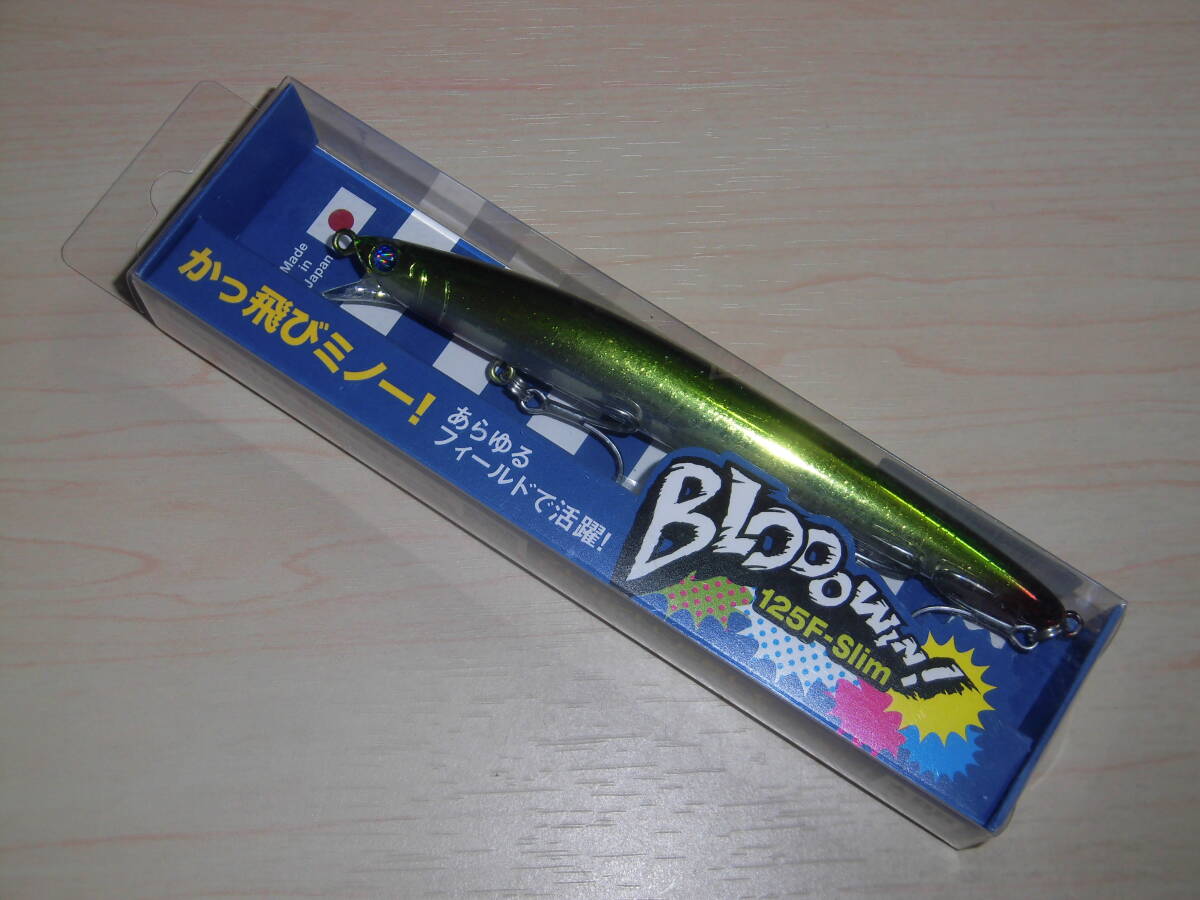 Made
in
Japan
かっ飛びミノー!
あらゆる
フィールドで活躍!
BLOOOWIN!
125F-Slim